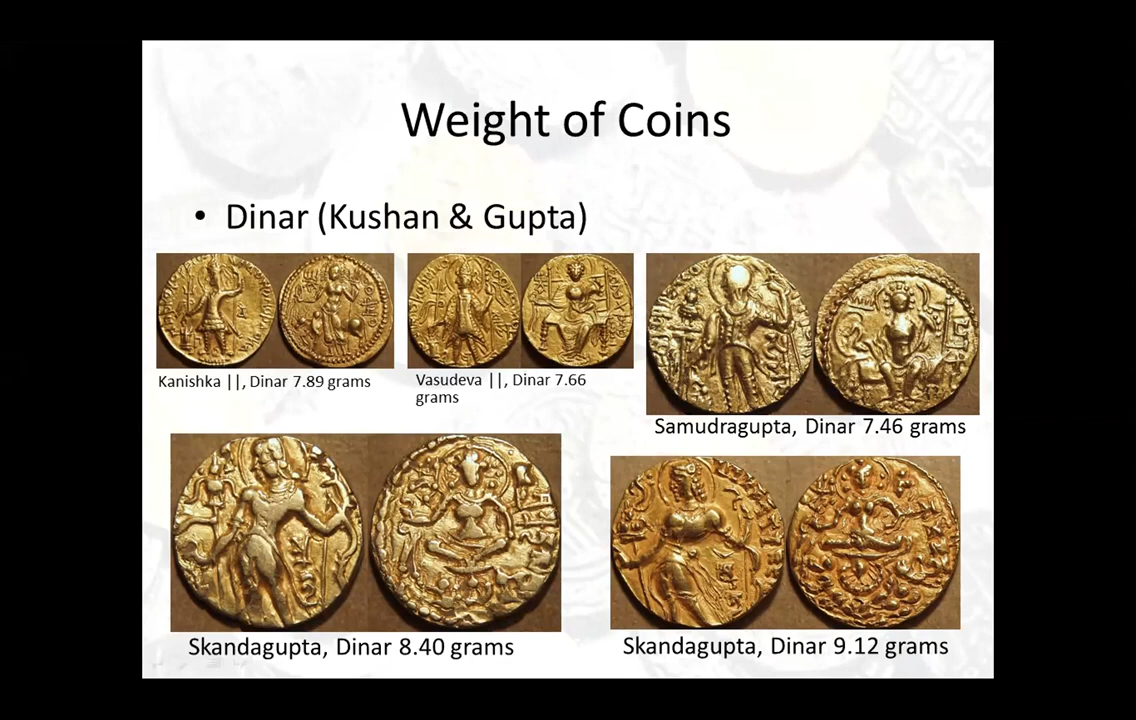 Weight of Coins
• Dinar (Kushan & Gupta)
Kanishka ||, Dinar 7.89 grams
Vasudeva ||, Dinar 7.66
grams
Samudragupta, Dinar 7.46 grams
Skandagupta, Dinar 8.40 grams
Skandagupta, Dinar 9.12 grams